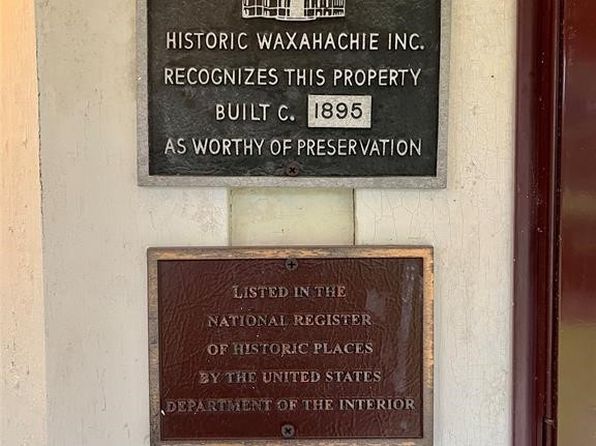 HISTORIC WAXAHACHIE INC.
RECOGNIZES THIS PROPERTY
BUILT C. 1895
AS WORTHY OF PRESERVATION
LISTED IN THE
NATIONAL REGISTER
OF HISTORIC PLACES
BY THE UNITED STATES
DEPARTMENT OF THE INTERIOR